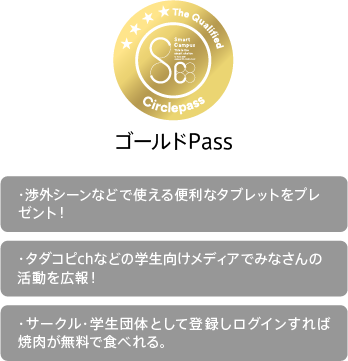 ★★★★ The Qualified
Smart
Campus
Circlepass
ゴールドPass
・渉外シーンなどで使える便利なタブレットをプレ
ゼント！
・タダコピchなどの学生向けメディアでみなさんの
活動を広報！
・サークル・学生団体として登録しログインすれば
焼肉が無料で食べれる。